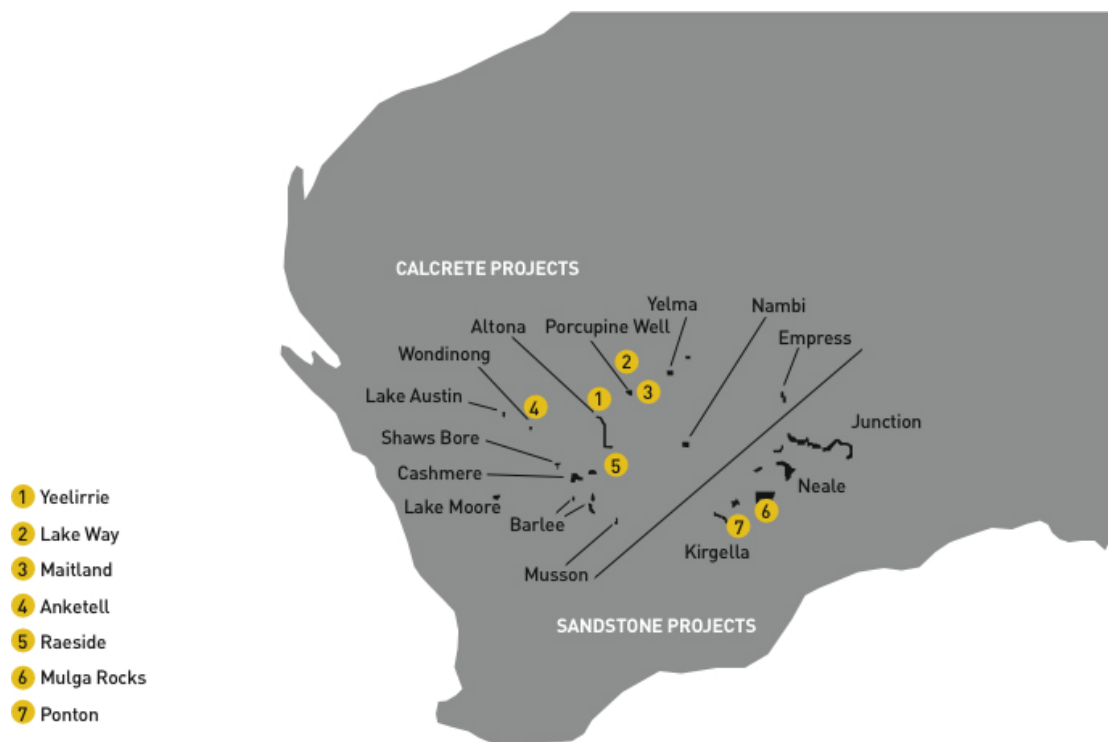 CALCRETE PROJECTS
Yelma
Nambi
Altona
Porcupine Well
Empress
Wondinong
2
3
Lake Austin
4
1
Junction
Shaws Bore
5
Cashmere
Neale
Lake Moore
Barlee
6
7
Kirgella
Musson
SANDSTONE PROJECTS
1 Yeelirrie
2 Lake Way
3 Maitland
4 Anketell
5 Raeside
6 Mulga Rocks
7 Ponton